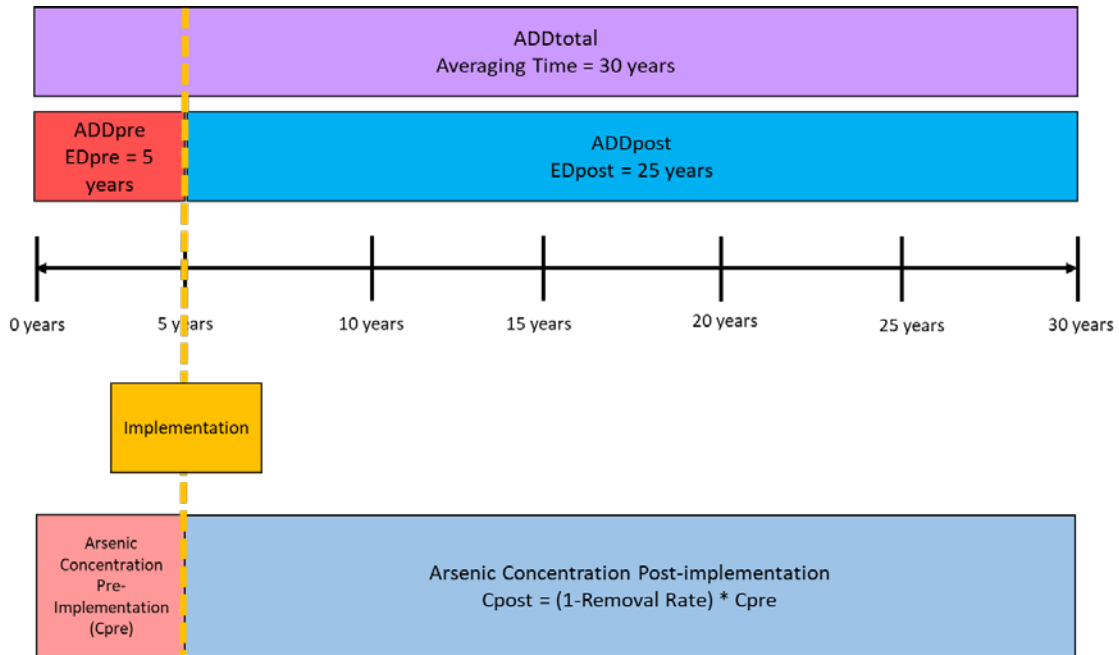 ADDtotal
Averaging Time = 30 years
ADDpre
EDpre = 5
years
ADDpost
EDpost = 25 years
0 years
5 years
10 years
15 years
20 years
25 years
30 years
Implementation
Arsenic
Concentration
Pre-
Implementation
(Cpre)
Arsenic Concentration Post-implementation
Cpost = (1-Removal Rate) * Cpre